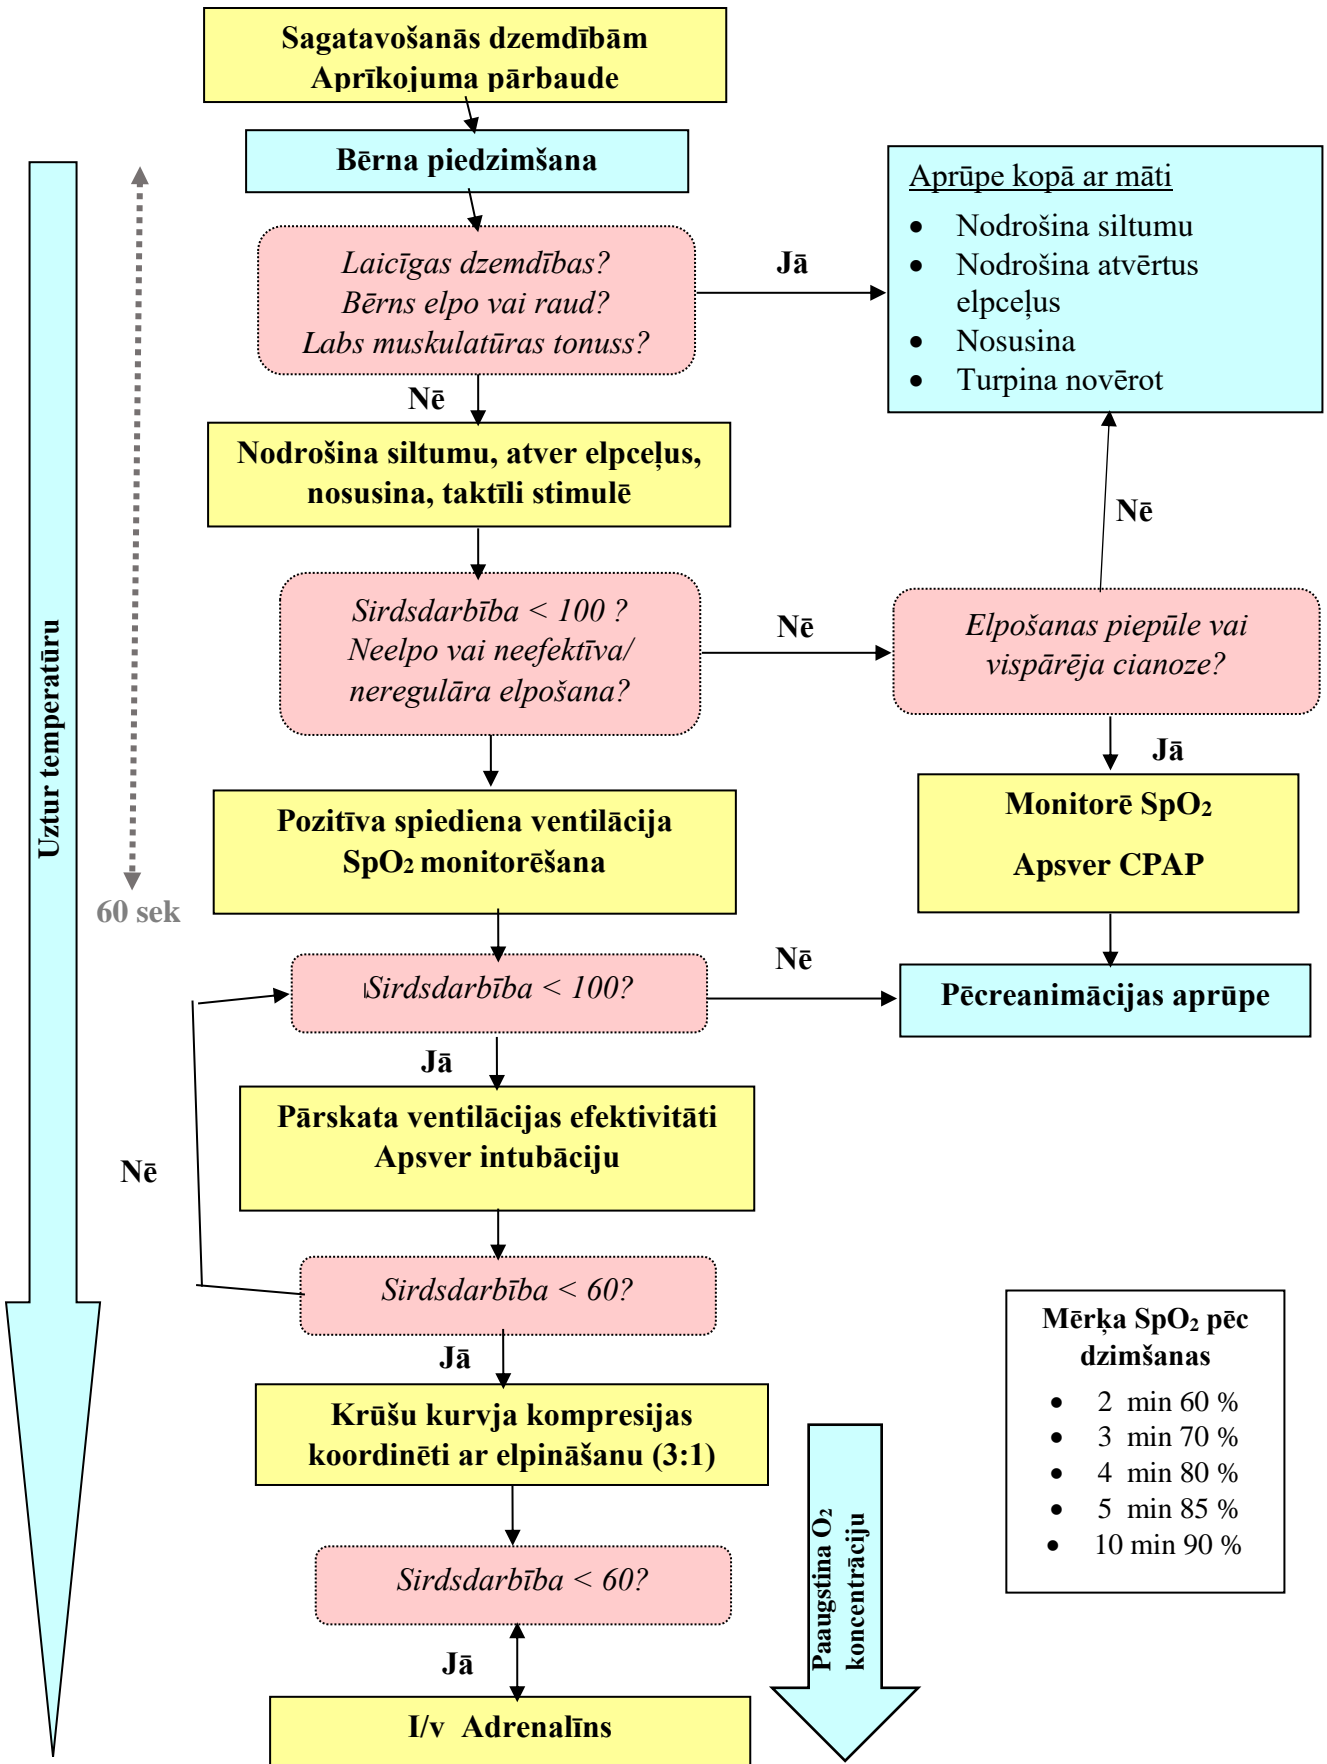 Sagatavošanās dzemdībām
Aprīkojuma pārbaude
Bērna piedzimšana
Aprūpe kopā ar māti
• Nodrošina siltumu
• Nodrošina atvērtus
elpceļus
• Nosusina
• Turpina novērot
Laicīgas dzemdības?
Bērns elpo vai raud?
Labs muskulatūras tonuss?
Jā
Nē
Nodrošina siltumu, atver elpceļus,
nosusina, taktīli stimulē
Nē
Sirdsdarbība < 100 ?
Neelpo vai neefektīva/
neregulāra elpošana?
Nē
Elpošanas piepūle vai
vispārēja cianoze?
Uztur temperatūru
Jā
Pozitīva spiediena ventilācija
SpO₂ monitorēšana
Monitorē SpO₂
Apsver CPAP
60 sek
Sirdsdarbība < 100?
Nē
Pēcreanimācijas aprūpe
Jā
Pārskata ventilācijas efektivitāti
Apsver intubāciju
Nē
Sirdsdarbība < 60?
Jā
Krūšu kurvja kompresijas
koordinēti ar elpināšanu (3:1)
Mērķa SpO₂ pēc
dzimšanas
• 2 min 60 %
• 3 min 70 %
• 4 min 80 %
• 5 min 85 %
• 10 min 90 %
Paaugstina O₂
koncentrāciju
Sirdsdarbība < 60?
Jā
I/v Adrenalīns